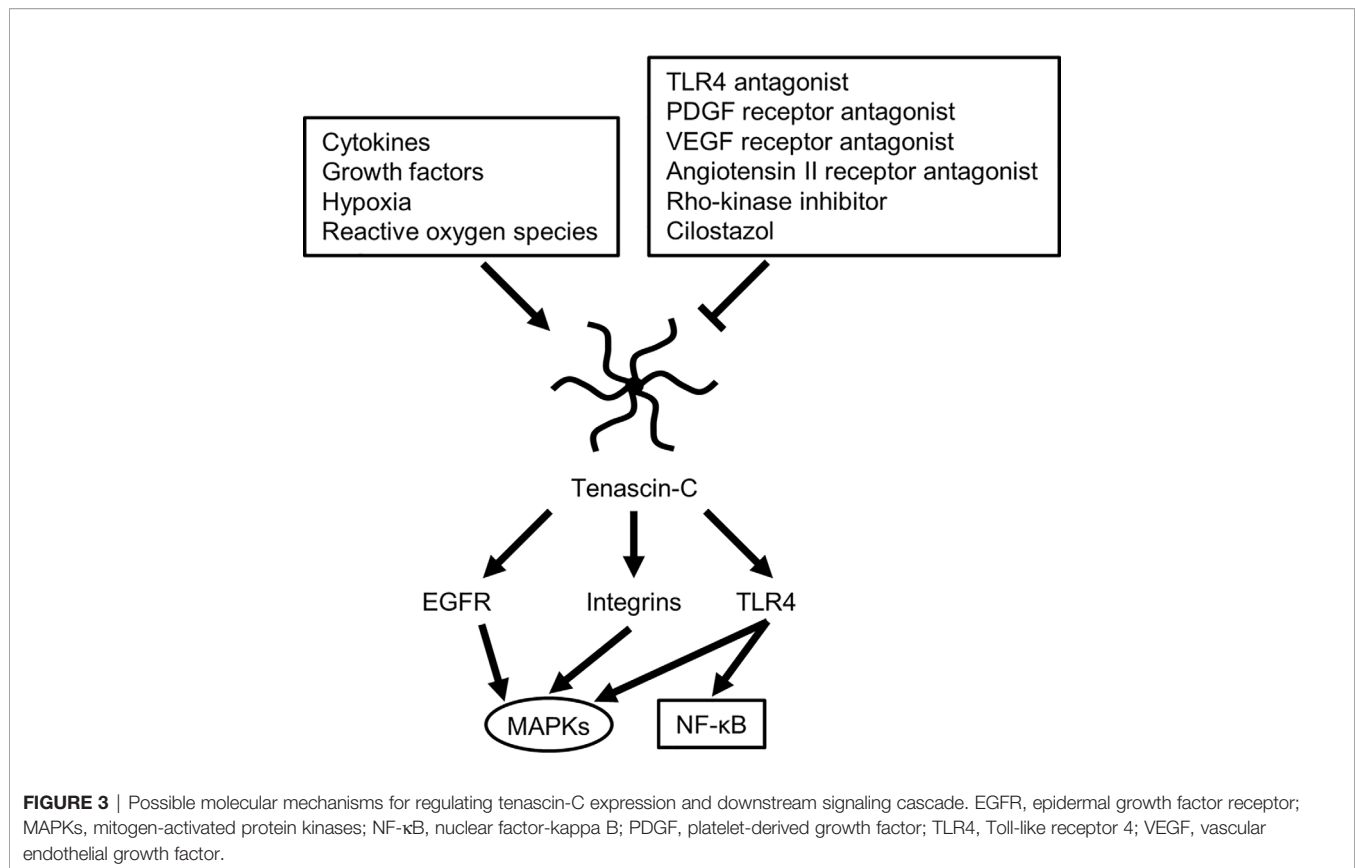 Cytokines
Growth factors
Hypoxia
Reactive oxygen species
TLR4 antagonist
PDGF receptor antagonist
VEGF receptor antagonist
Angiotensin II receptor antagonist
Rho-kinase inhibitor
Cilostazol
Tenascin-C
EGFR
Integrins
TLR4
MAPKs
NF-κB
FIGURE 3 | Possible molecular mechanisms for regulating tenascin-C expression and downstream signaling cascade. EGFR, epidermal growth factor receptor;
MAPKs, mitogen-activated protein kinases; NF-κB, nuclear factor-kappa B; PDGF, platelet-derived growth factor; TLR4, Toll-like receptor 4; VEGF, vascular
endothelial growth factor.